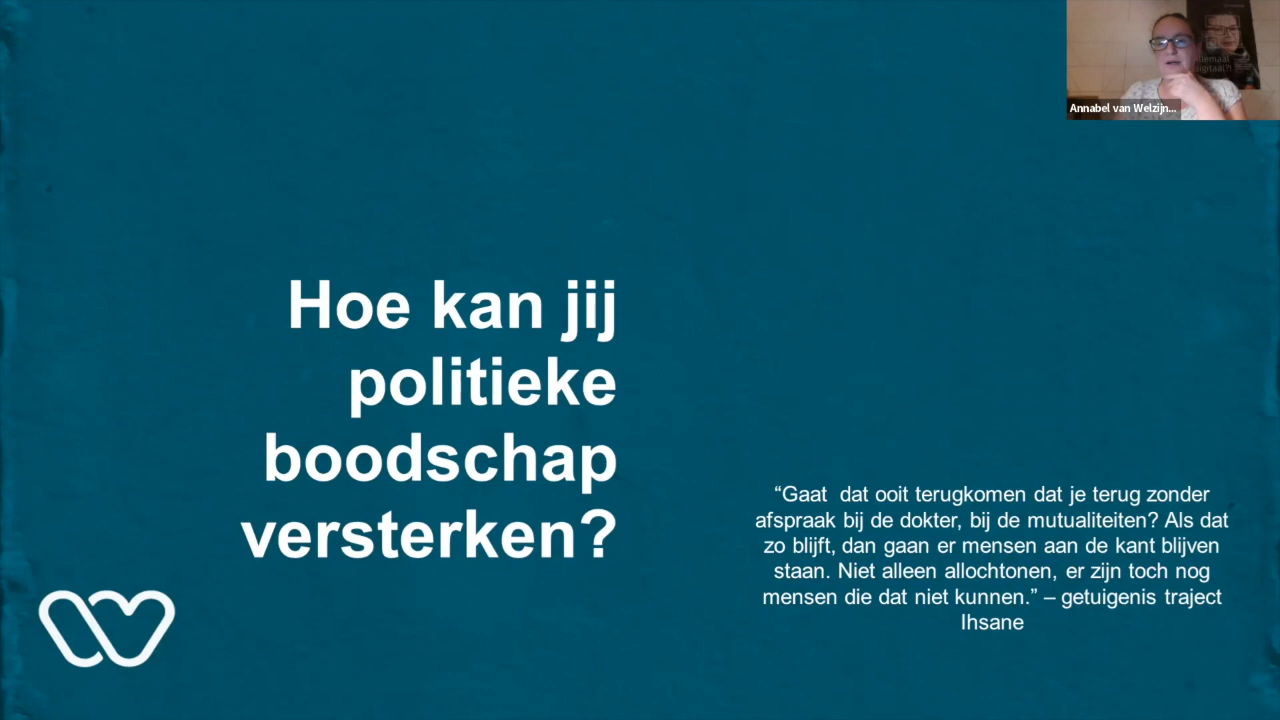 Annabel van Welzijn...
Hoe kan jij
politieke
boodschap
versterken?
“Gaat  dat ooit terugkomen dat je terug zonder
afspraak bij de dokter, bij de mutualiteiten? Als dat
zo blijft, dan gaan er mensen aan de kant blijven
staan. Niet alleen allochtonen, er zijn toch nog
mensen die dat niet kunnen.” – getuigenis traject
Ihsane